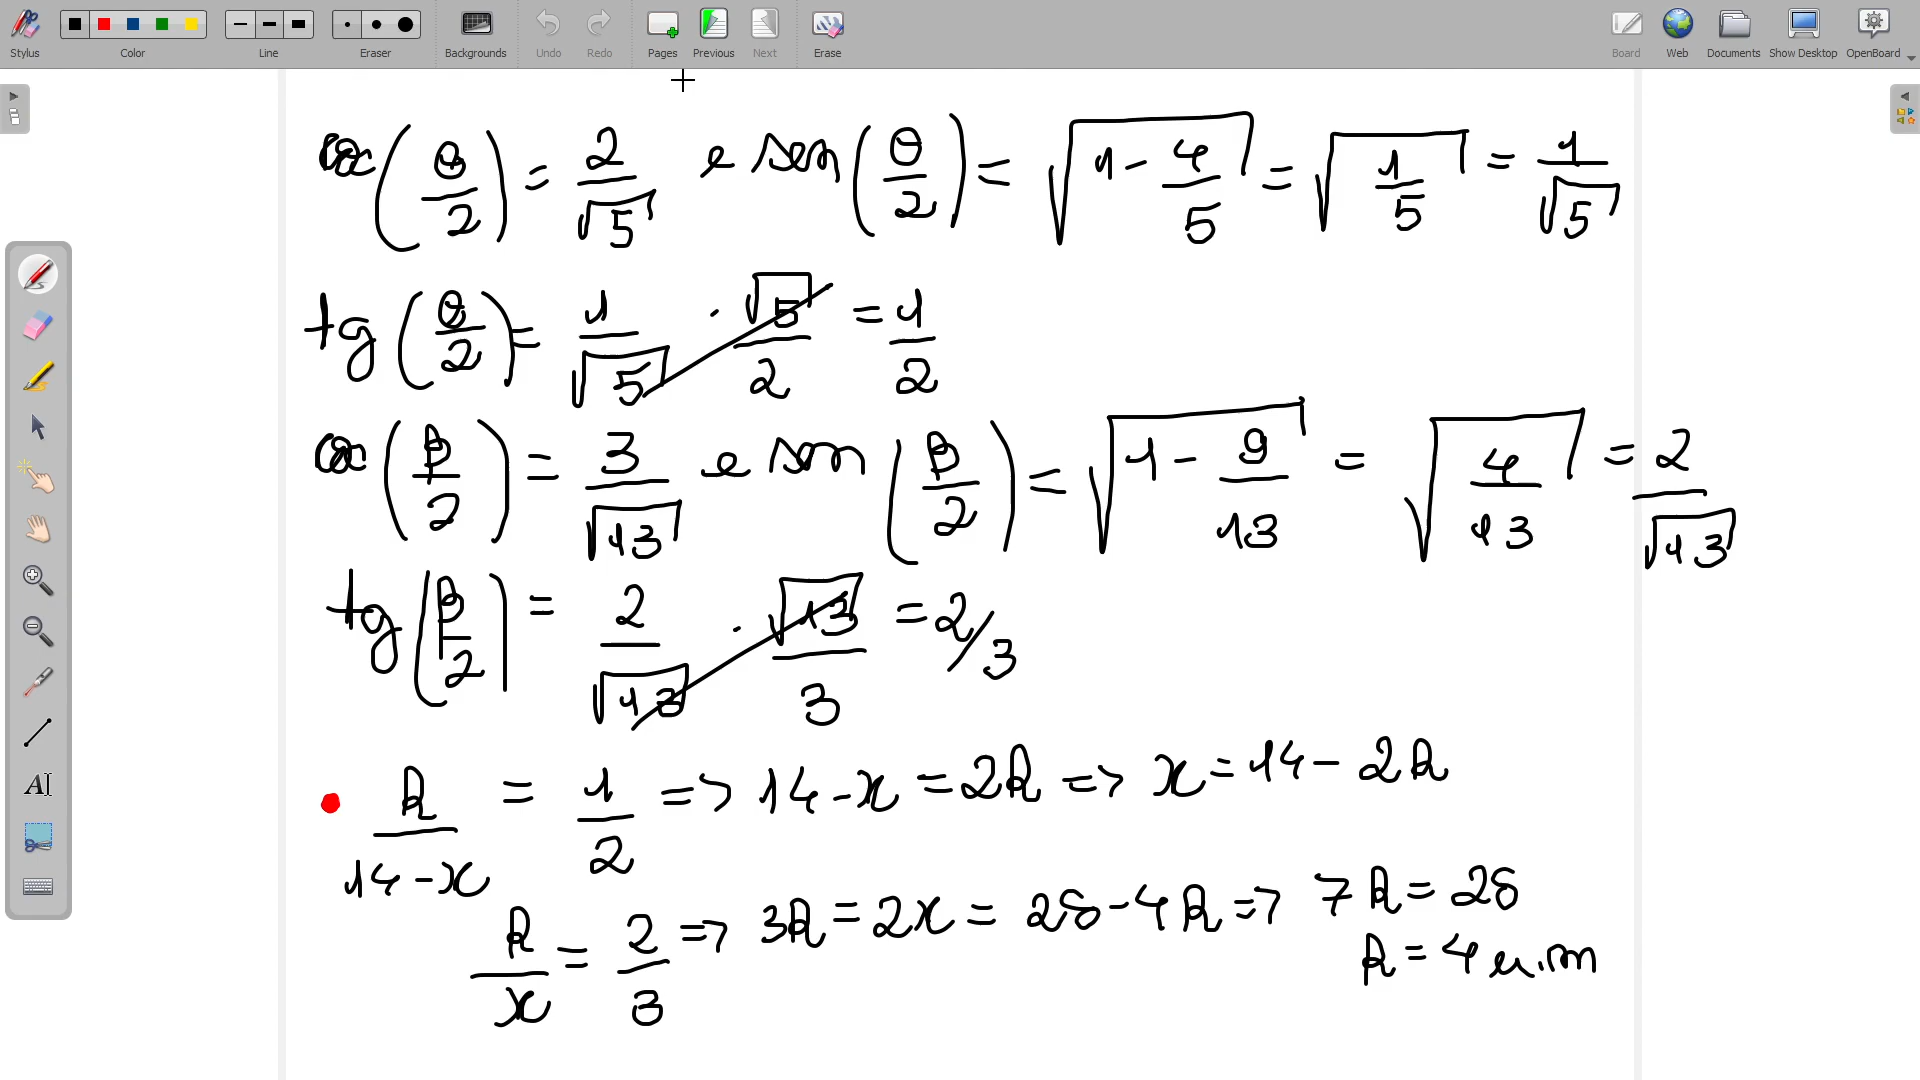 Stylus Color Line Eraser Backgrounds Undo Redo Pages Previous Next Erase Board Web Documents Show Desktop OpenBoard
cos(θ/2) = 2/√5 e sen(θ/2) = √(1 - 4/5) = √(1/5) = 1/√5
tg(θ/2) = 1/√5 · √5/2 = 1/2
cos(β/2) = 3/√13 e sen(β/2) = √(1 - 9/13) = √(4/13) = 2/√13
tg(β/2) = 2/√13 · √13/3 = 2/3
R/(14-x) = 1/2 => 14-x = 2R => x = 14 - 2R
R/x = 2/3 => 3R = 2x = 28 - 4R => 7R = 28
R = 4 u.m
AI